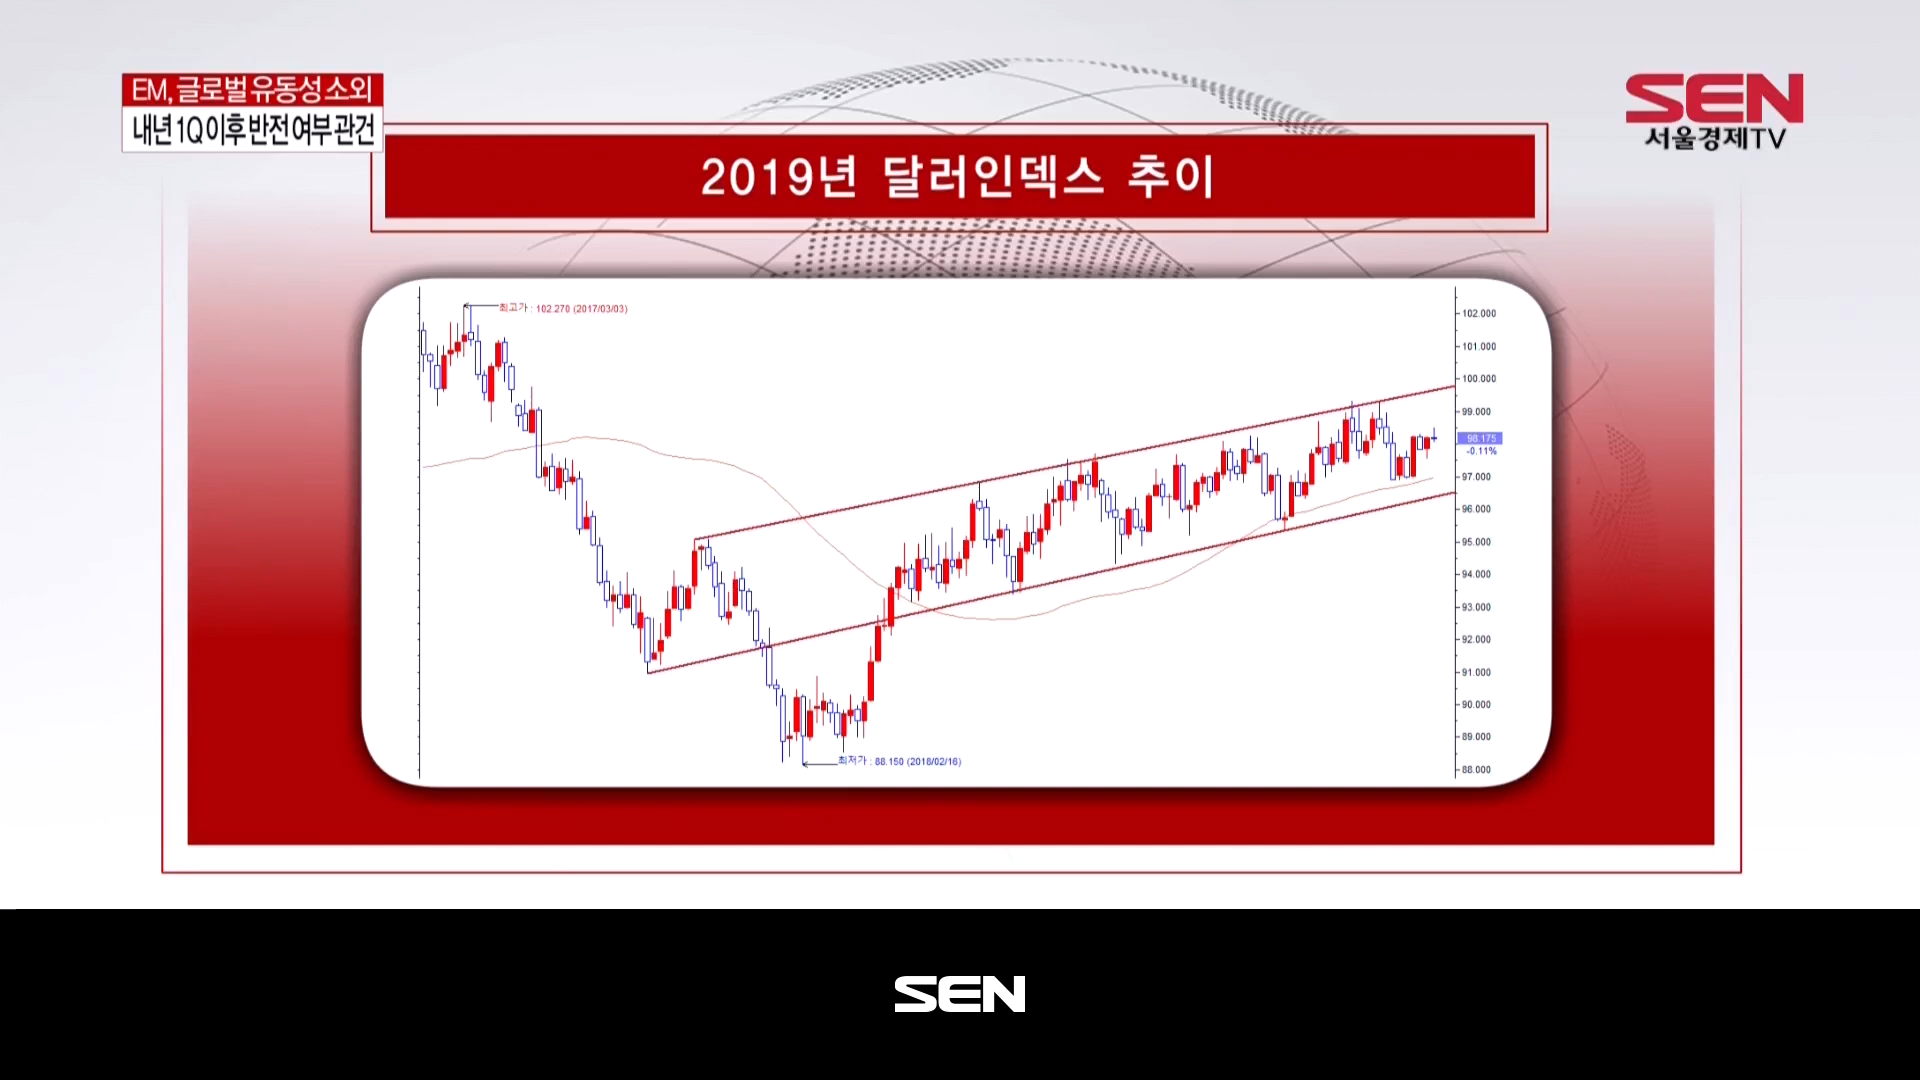 EM, 글로벌 유동성 소외
내년 1Q 이후 반전 여부 관건
SEN
서울경제TV
2019년 달러인덱스 추이
최고가 : 102.270 (2017/03/03)
102.000
101.000
100.000
99.000
98.175
-0.11%
97.000
96.000
95.000
94.000
93.000
92.000
91.000
90.000
89.000
88.000
최저가 : 88.150 (2018/02/16)
SEN